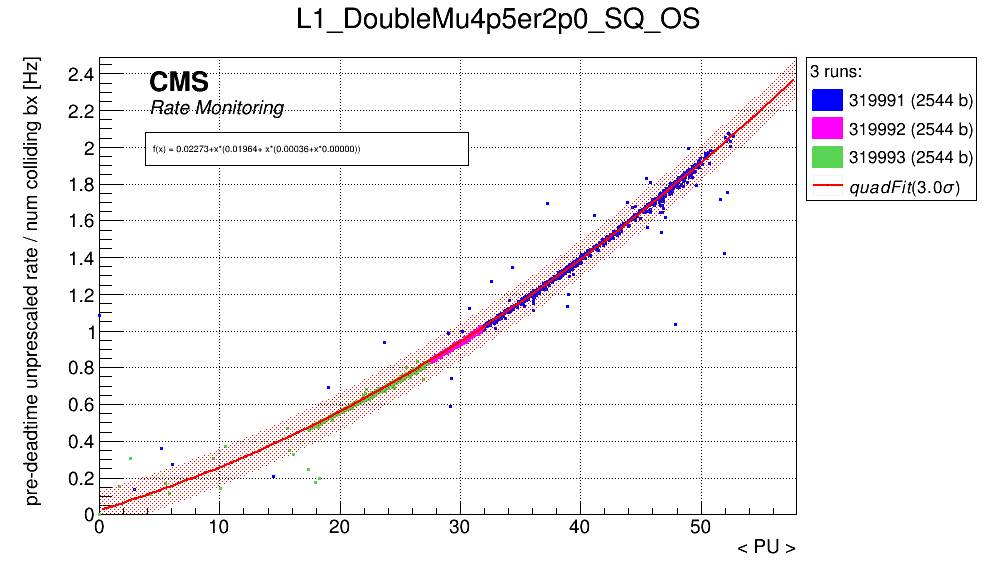 L1_DoubleMu4p5er2p0_SQ_OS
pre-deadtime unprescaled rate / num colliding bx [Hz]
CMS
Rate Monitoring
f(x) = 0.02273+x*(0.01964+ x*(0.00036+x*0.00000))
2.4
2.2
2
1.8
1.6
1.4
1.2
1
0.8
0.6
0.4
0.2
0
0
10
20
30
40
50
< PU >
3 runs:
319991 (2544 b)
319992 (2544 b)
319993 (2544 b)
quadFit(3.0σ)